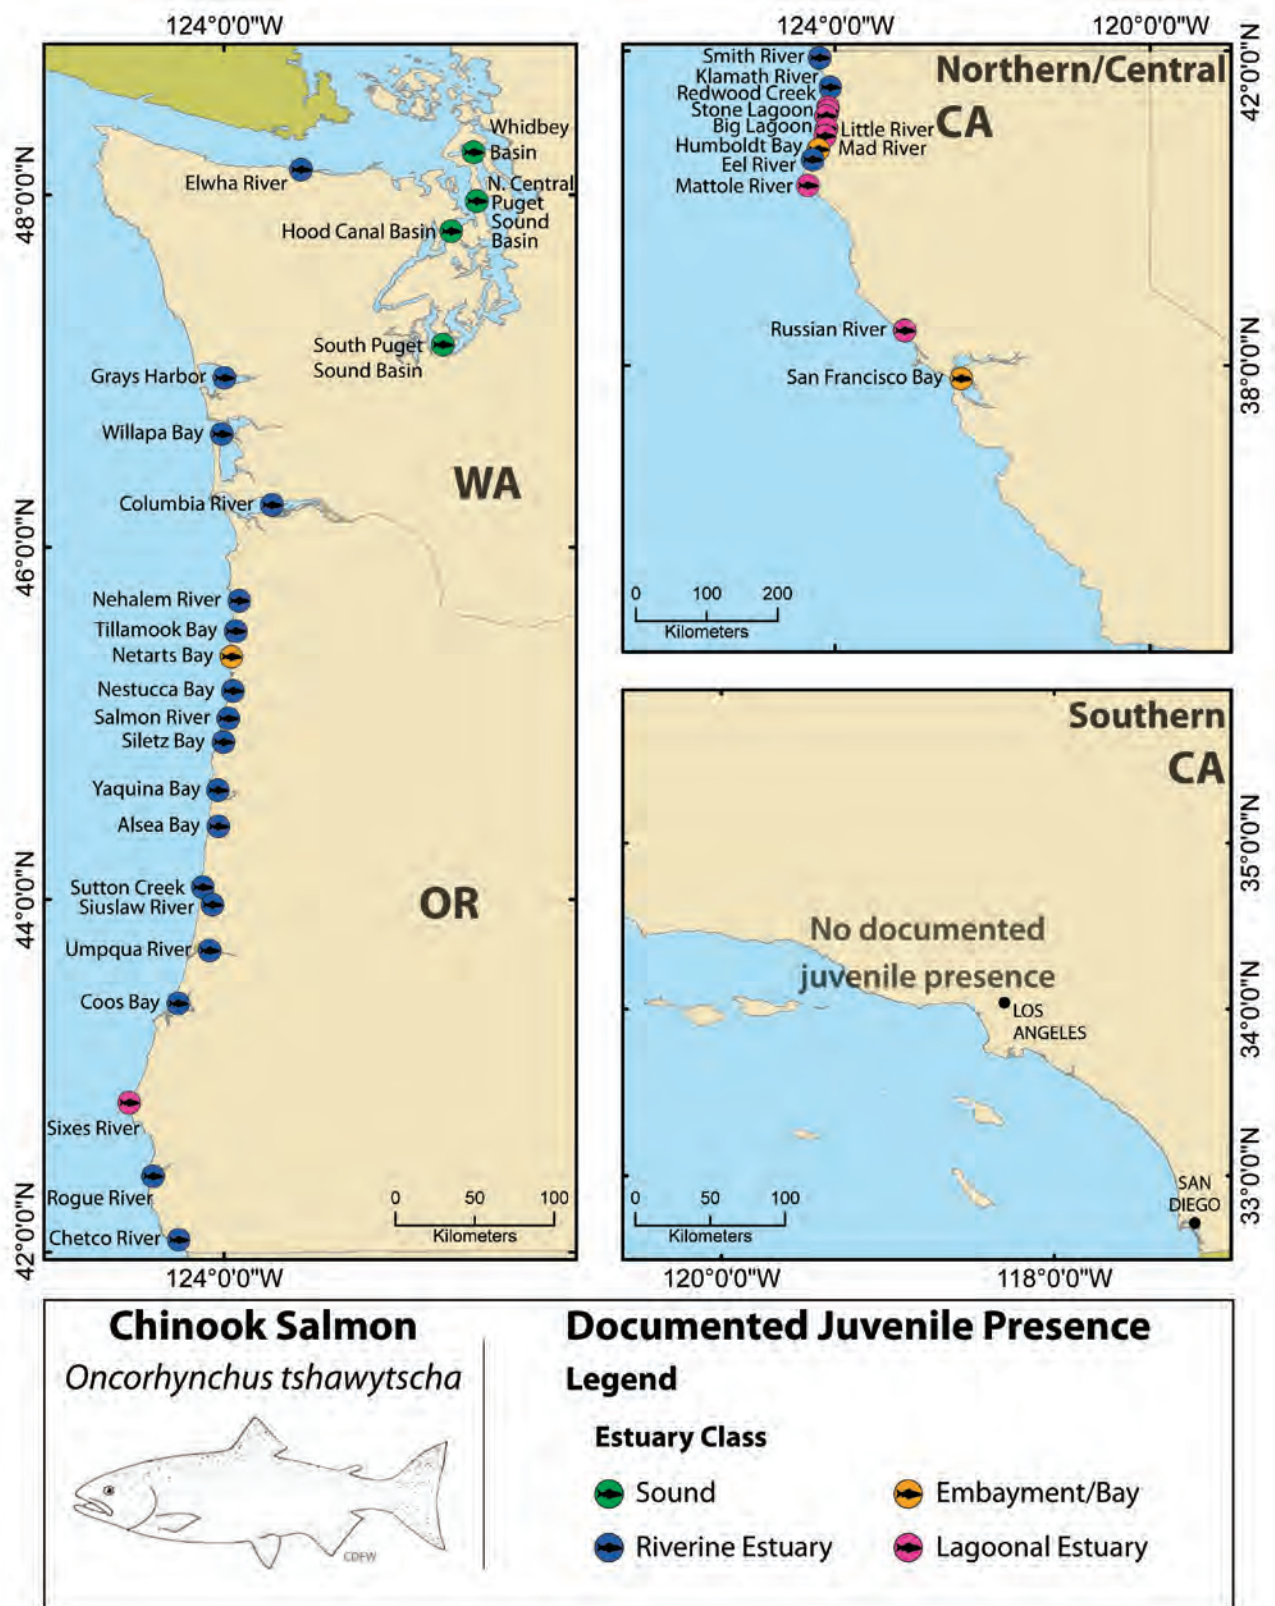 124°0'0"W
48°0'0"N
46°0'0"N
44°0'0"N
42°0'0"N
Whidbey
Basin
Elwha River
N. Central
Puget
Sound
Basin
Hood Canal Basin
South Puget
Sound Basin
Grays Harbor
Willapa Bay
WA
Columbia River
Nehalem River
Tillamook Bay
Netarts Bay
Nestucca Bay
Salmon River
Siletz Bay
Yaquina Bay
Alsea Bay
Sutton Creek
Siuslaw River
OR
Umpqua River
Coos Bay
Sixes River
Rogue River
Chetco River
0 50 100
Kilometers
124°0'0"W
124°0'0"W 120°0'0"W
42°0'0"N
38°0'0"N
Northern/Central
CA
Smith River
Klamath River
Redwood Creek
Stone Lagoon
Big Lagoon
Little River
Humboldt Bay
Mad River
Eel River
Mattole River
Russian River
San Francisco Bay
0 100 200
Kilometers
Southern
CA
35°0'0"N
34°0'0"N
33°0'0"N
No documented
juvenile presence
LOS
ANGELES
SAN
DIEGO
0 50 100
Kilometers
120°0'0"W 118°0'0"W
Chinook Salmon
Oncorhynchus tshawytscha
CDFW
Documented Juvenile Presence
Legend
Estuary Class
Sound
Embayment/Bay
Riverine Estuary
Lagoonal Estuary